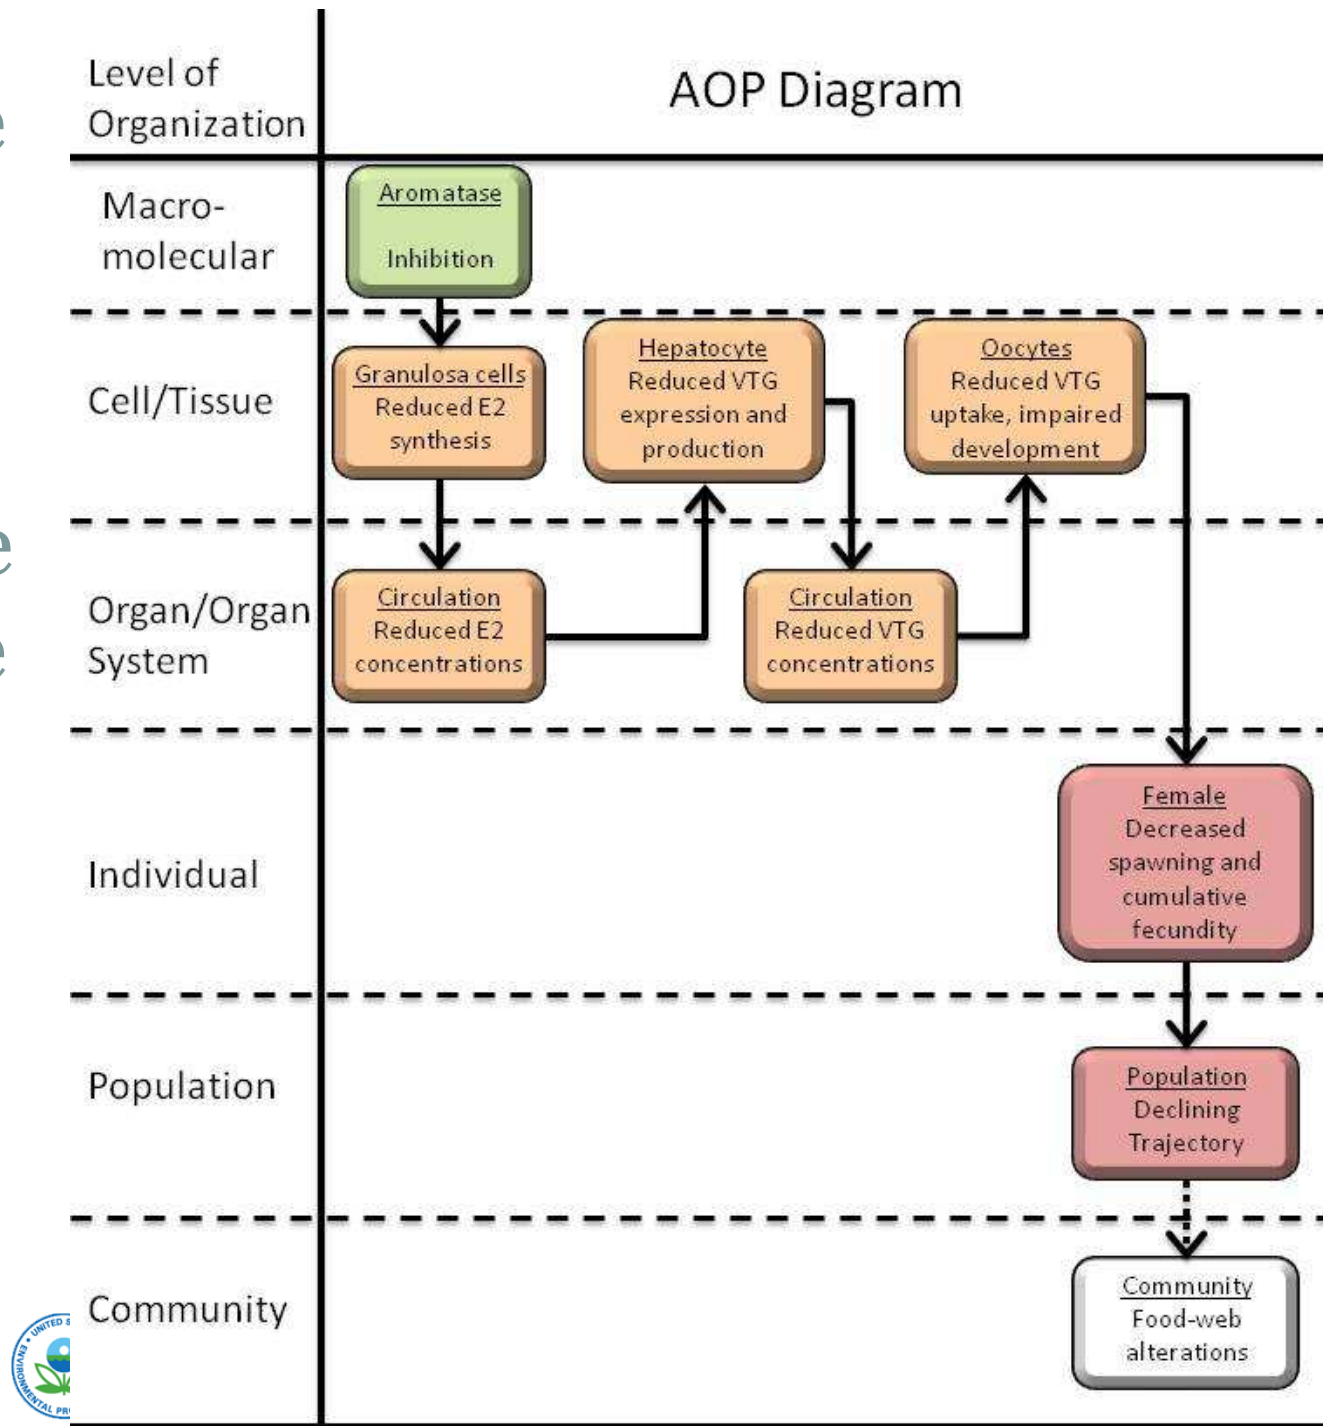 Level of
Organization
AOP Diagram
Macro-
molecular
Aromatase
Inhibition
Cell/Tissue
Granulosa cells
Reduced E2
synthesis
Hepatocyte
Reduced VTG
expression and
production
Oocytes
Reduced VTG
uptake, impaired
development
Organ/Organ
System
Circulation
Reduced E2
concentrations
Circulation
Reduced VTG
concentrations
Individual
Female
Decreased
spawning and
cumulative
fecundity
Population
Population
Declining
Trajectory
Community
Community
Food-web
alterations
e
e
e
UNITED